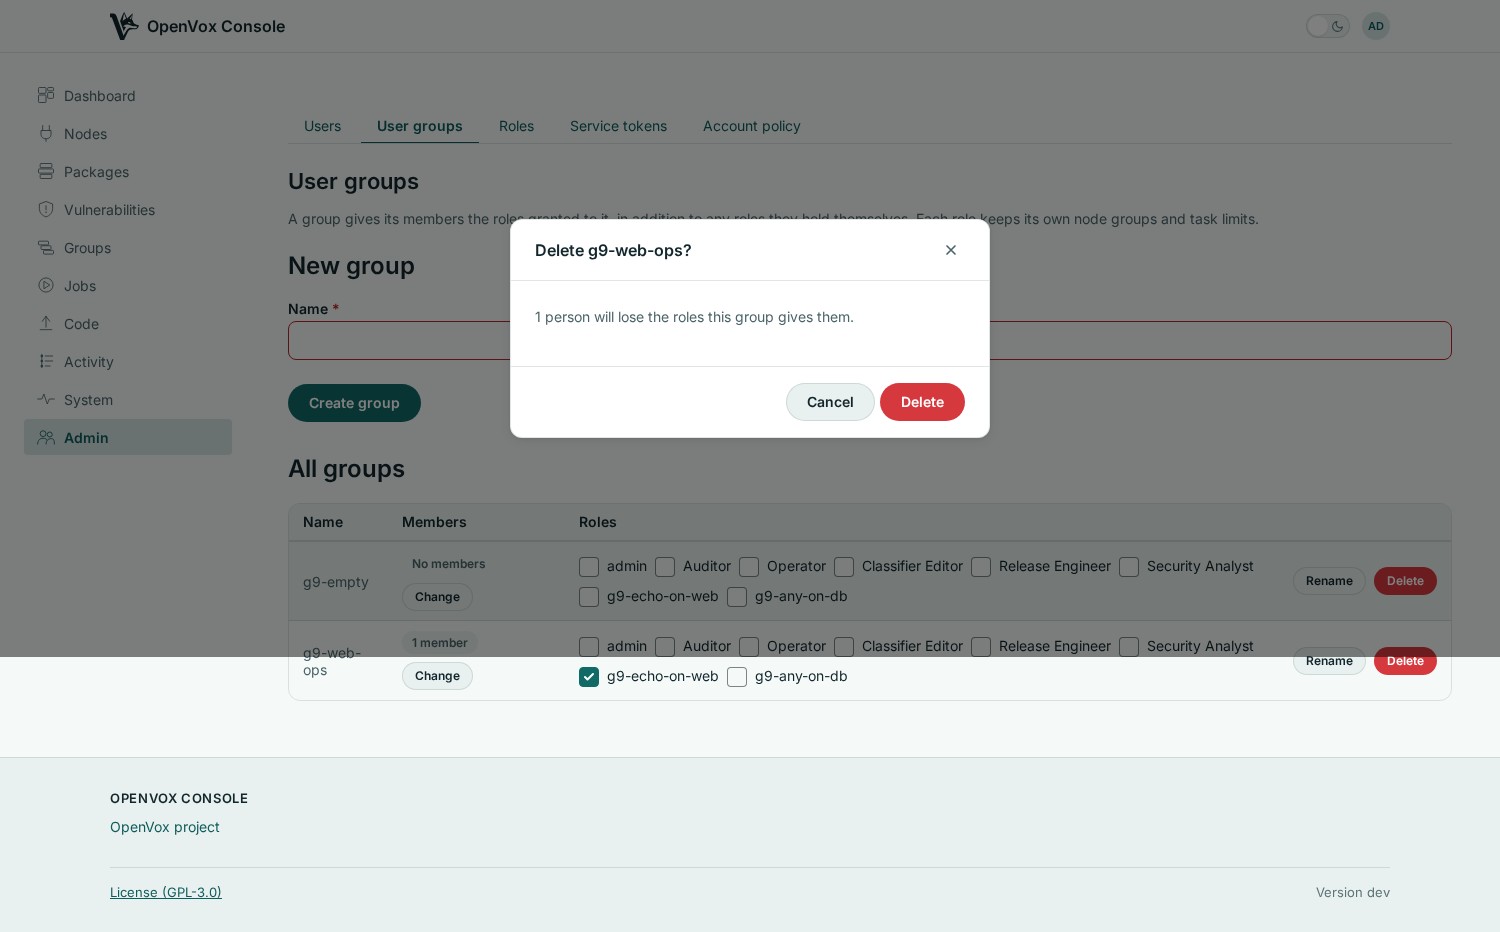 OpenVox Console
AD
Dashboard
Nodes
Packages
Vulnerabilities
Groups
Jobs
Code
Activity
System
Admin
Users
User groups
Roles
Service tokens
Account policy
User groups
A group gives its members the roles granted to it, in addition to any roles they hold themselves. Each role keeps its own node groups and task limits.
New group
Name *
Create group
Delete g9-web-ops?
1 person will lose the roles this group gives them.
Cancel
Delete
All groups
Name Members Roles
g9-empty
No members
Change
admin Auditor Operator Classifier Editor Release Engineer Security Analyst
g9-echo-on-web g9-any-on-db
Rename
Delete
g9-web-
ops
1 member
Change
admin Auditor Operator Classifier Editor Release Engineer Security Analyst
g9-echo-on-web g9-any-on-db
Rename
Delete
OPENVOX CONSOLE
OpenVox project
License (GPL-3.0)
Version dev